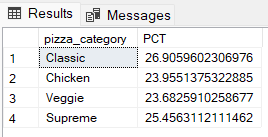 Results Messages
pizza_category PCT
1 Classic 26.9059602306976
2 Chicken 23.9551375322885
3 Veggie 23.6825910258677
4 Supreme 25.4563112111462